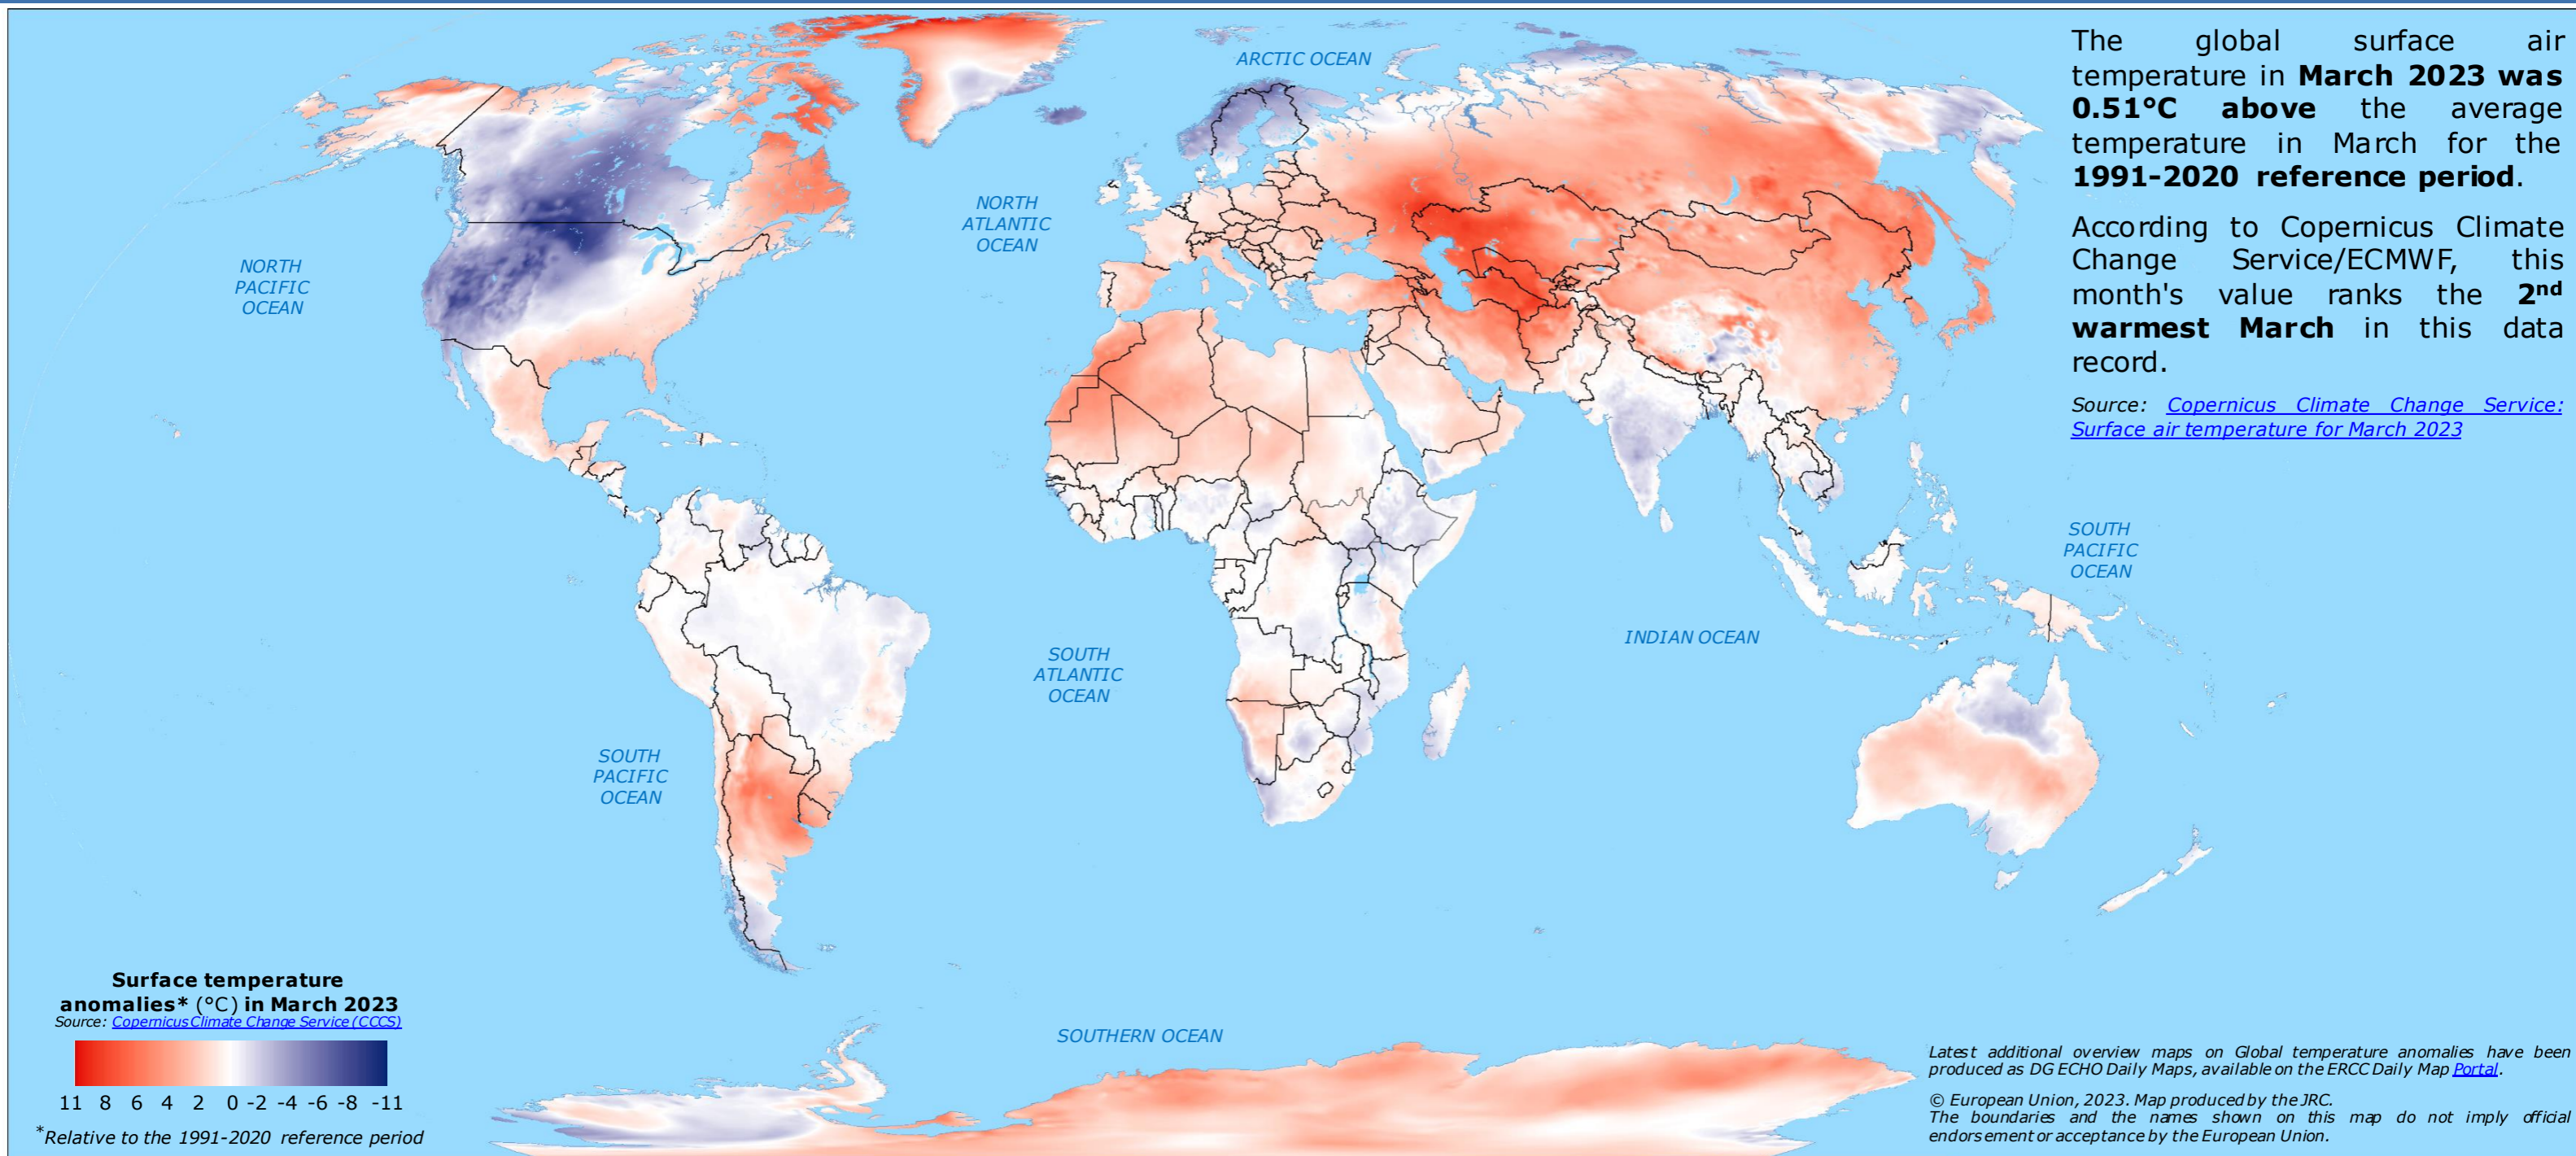 ARCTIC OCEAN
NORTH
ATLANTIC
OCEAN
NORTH
PACIFIC
OCEAN
SOUTH
PACIFIC
OCEAN
INDIAN OCEAN
SOUTH
ATLANTIC
OCEAN
SOUTH
PACIFIC
OCEAN
SOUTHERN OCEAN
The global surface air
temperature in March 2023 was
0.51°C above the average
temperature in March for the
1991-2020 reference period.
According to Copernicus Climate
Change Service/ECMWF, this
month's value ranks the 2nd
warmest March in this data
record.
Source: Copernicus Climate Change Service:
Surface air temperature for March 2023
Surface temperature
anomalies* (°C) in March 2023
Source: Copernicus Climate Change Service (CCCS)
11 8 6 4 2 0 -2 -4 -6 -8 -11
*Relative to the 1991-2020 reference period
Latest additional overview maps on Global temperature anomalies have been
produced as DG ECHO Daily Maps, available on the ERCC Daily Map Portal.
© European Union, 2023. Map produced by the JRC.
The boundaries and the names shown on this map do not imply official
endorsement or acceptance by the European Union.